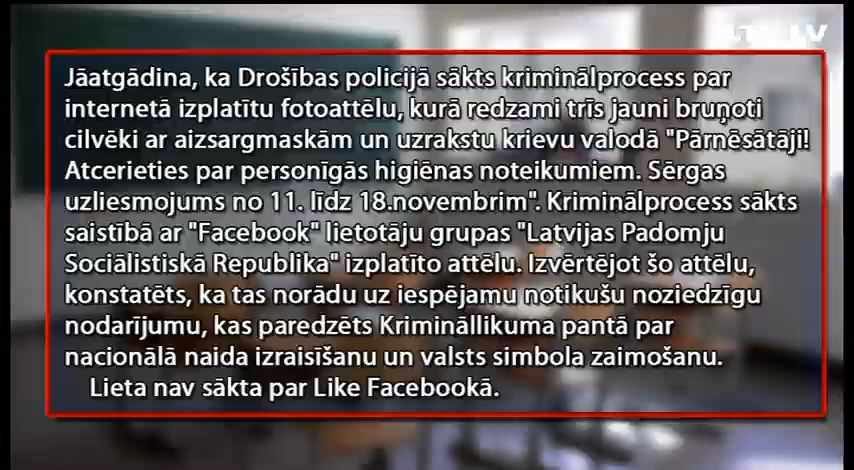 Jāatgādina, ka Drošības policijā sākts kriminālprocess par
internetā izplatītu fotoattēlu, kurā redzami trīs jauni bruņoti
cilvēki ar aizsargmaskām un uzrakstu krievu valodā "Pārnēsātāji!
Atcerieties par personīgās higiēnas noteikumiem. Sērgas
uzliesmojums no 11. līdz 18.novembrim". Kriminālprocess sākts
saistībā ar "Facebook" lietotāju grupas "Latvijas Padomju
Sociālistiskā Republika" izplatīto attēlu. Izvērtējot šo attēlu,
konstatēts, ka tas norādu uz iespējamu notikušu noziedzīgu
nodarījumu, kas paredzēts Krimināllikuma pantā par
nacionālā naida izraisīšanu un valsts simbola zaimošanu.
Lieta nav sākta par Like Facebookā.